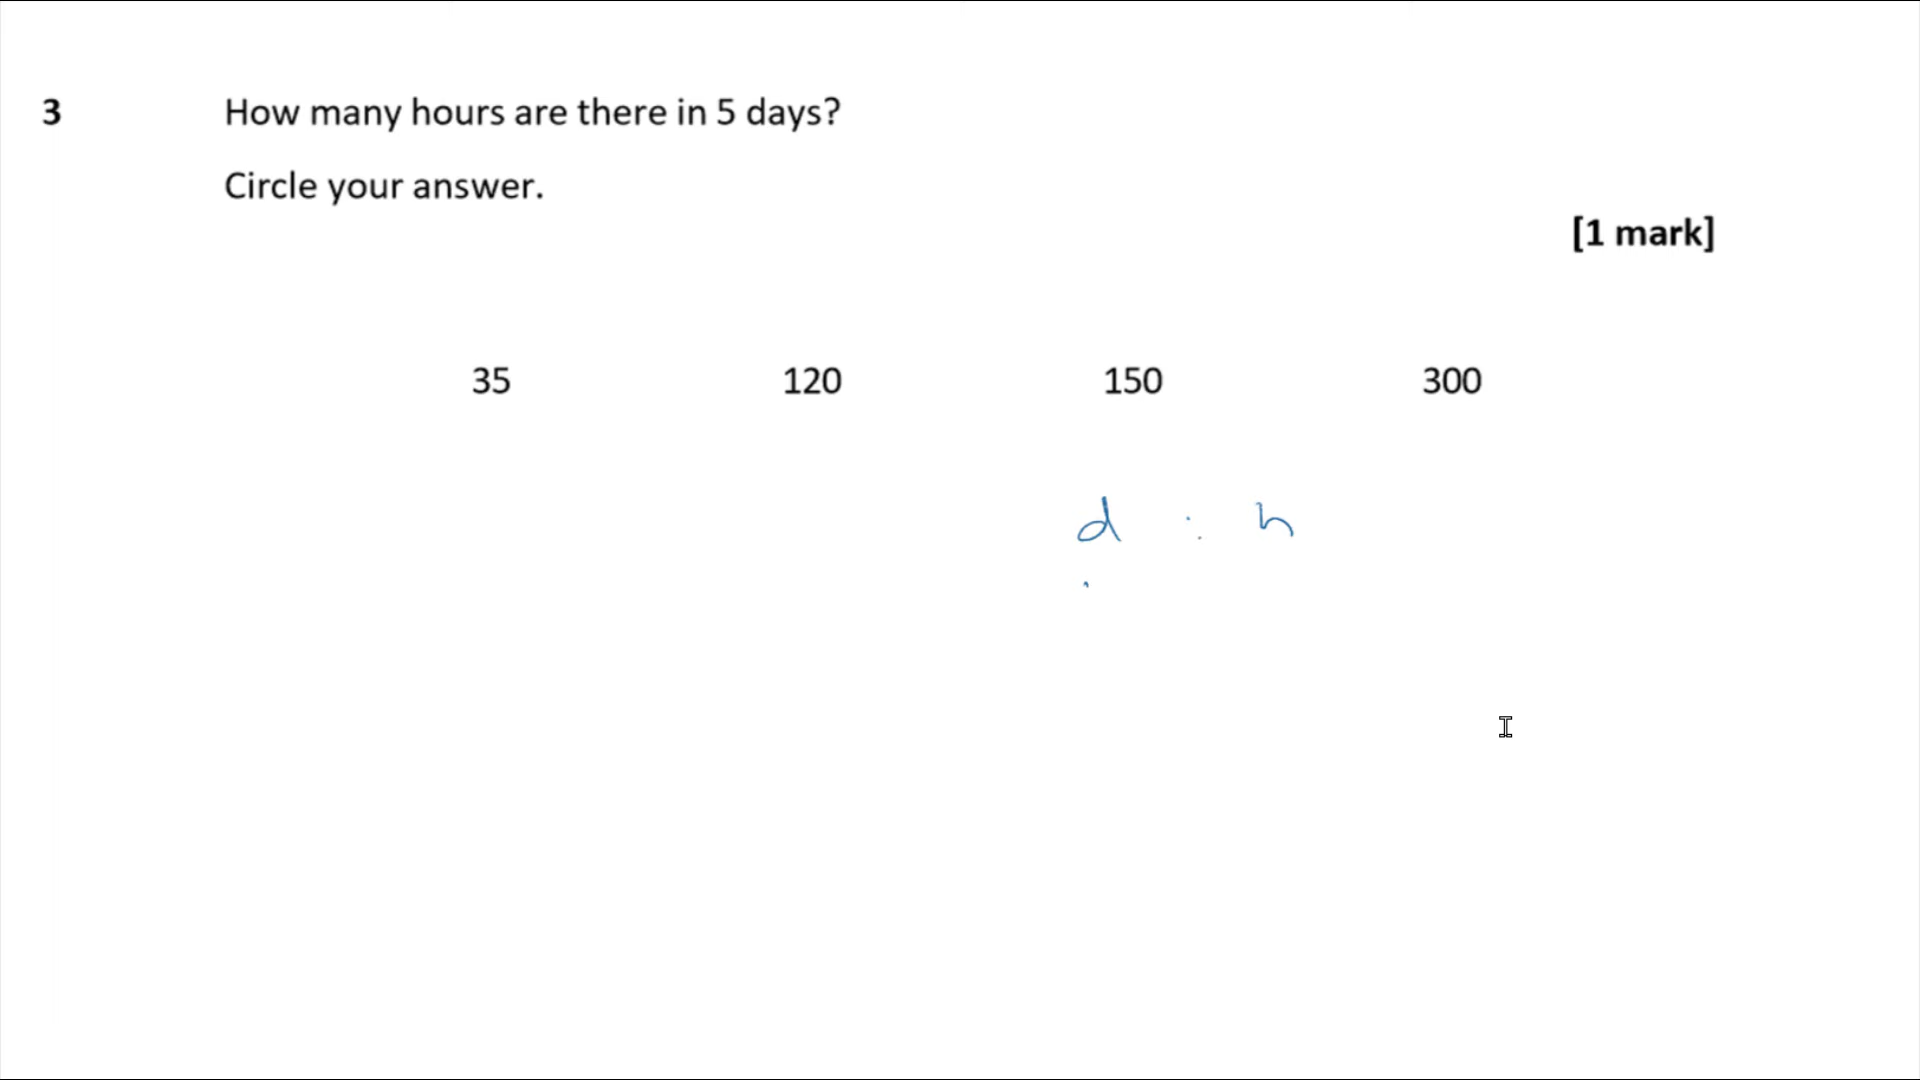 3 How many hours are there in 5 days?
Circle your answer.
[1 mark]
35 120 150 300
d : h